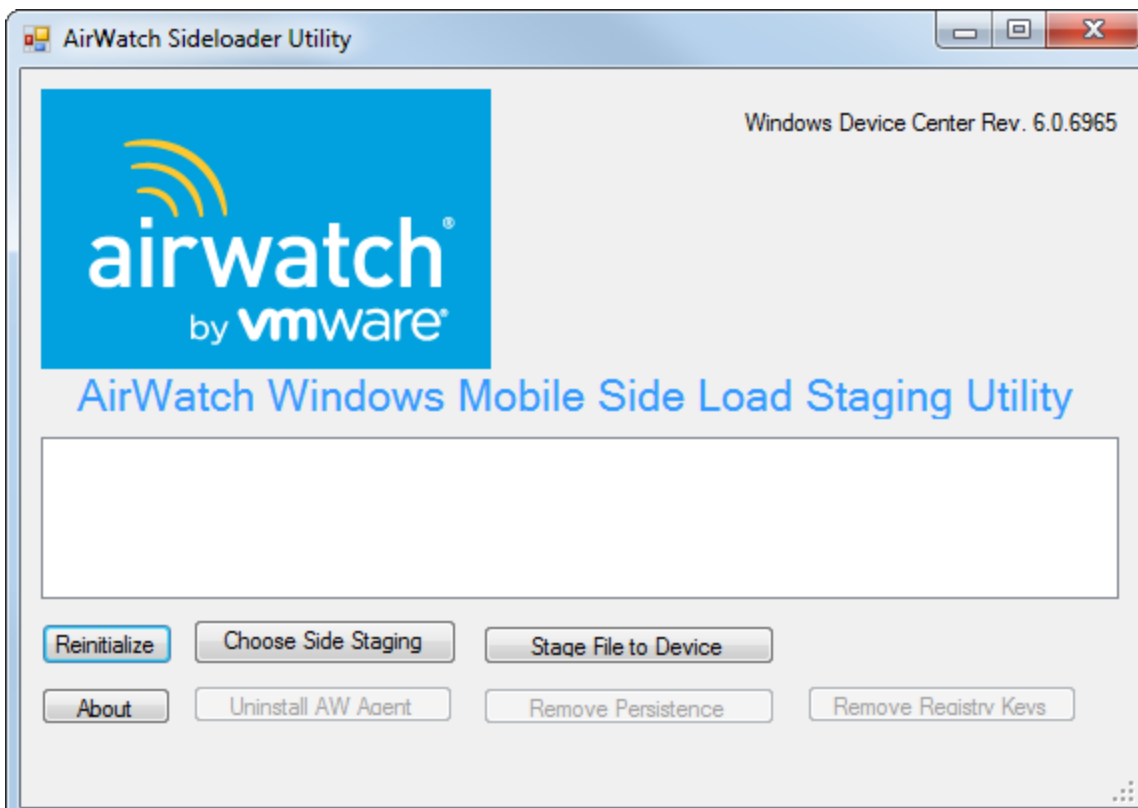 AirWatch Sideloader Utility
Windows Device Center Rev. 6.0.6965
airwatch®
by vmware®
AirWatch Windows Mobile Side Load Staging Utility
Reinitialize
Choose Side Staging
Stage File to Device
About
Uninstall AW Agent
Remove Persistence
Remove Registry Keys